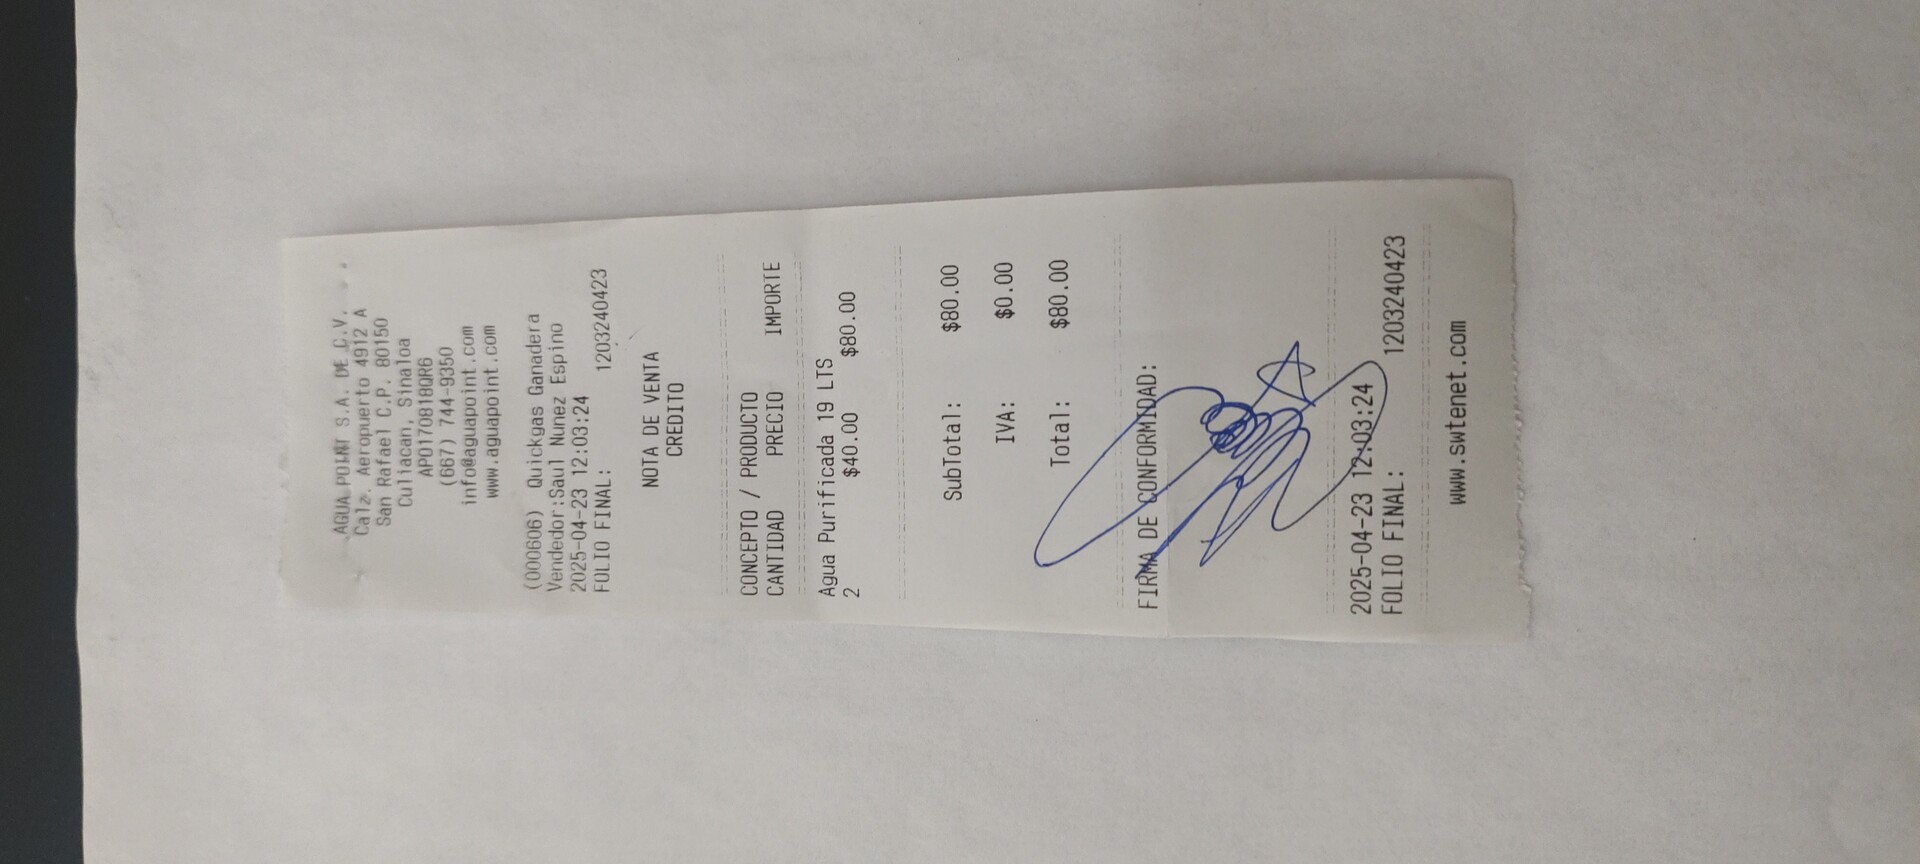 AGUA POINT S.A. DE C.V.
Calz. Aeropuerto 4912 A
San Rafael C.P. 80150
Culiacan, Sinaloa
APO170818QR6
(667) 744-9350
info@aguapoint.com
www.aguapoint.com
(000606) Quickgas Ganadera
Vendedor:Saul Nunez Espino
2025-04-23 12:03:24
FOLIO FINAL: 1203240423
NOTA DE VENTA
CREDITO
CONCEPTO / PRODUCTO
CANTIDAD PRECIO IMPORTE
Agua Purificada 19 LTS
2 $40.00 $80.00
SubTotal: $80.00
IVA: $0.00
Total: $80.00
FIRMA DE CONFORMIDAD:
2025-04-23 12:03:24
FOLIO FINAL: 1203240423
www.swtenet.com